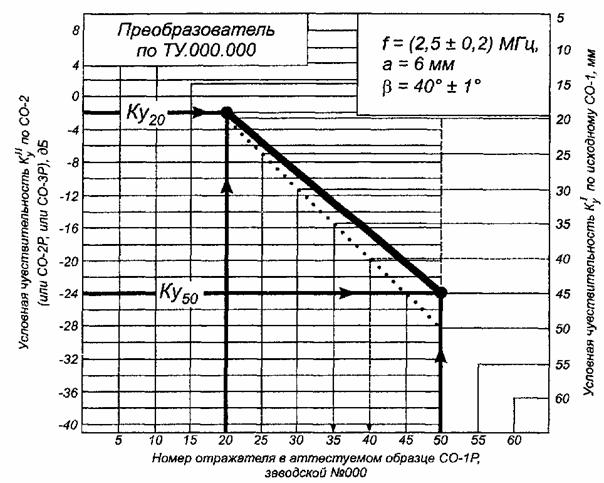 Преобразователь
по ТУ.000.000
f = (2,5 ± 0,2) МГц,
a = 6 мм
β = 40° ± 1°
Условная чувствительность K_у^II по СО-2
(или СО-2Р, или СО-3Р), дБ
8
4
0
-4
-8
-12
-16
-20
-24
-28
-32
-36
-40
Ку20
Ку50
5
10
15
20
25
30
35
40
45
50
55
60
Условная чувствительность K_у^I по исходному СО-1, мм
5 10 15 20 25 30 35 40 45 50 55 60
Номер отражателя в аттестуемом образце СО-1Р,
заводской №000